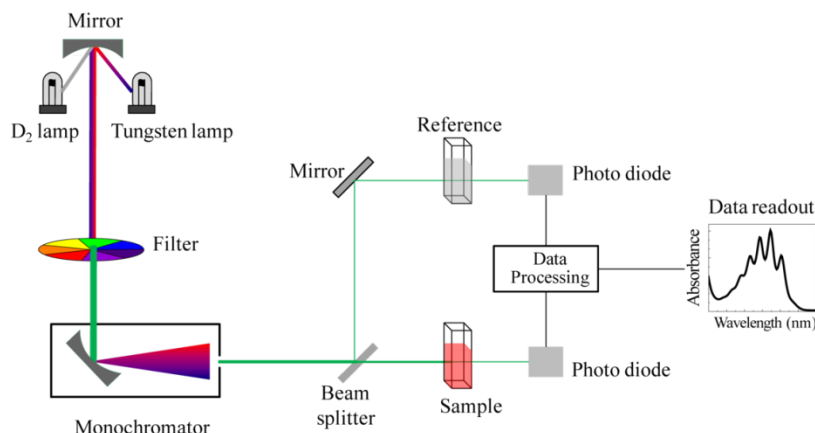 Mirror
D₂ lamp
Tungsten lamp
Filter
Monochromator
Mirror
Reference
Photo diode
Data
Processing
Beam
splitter
Sample
Photo diode
Data readout
Absorbance
Wavelength (nm)